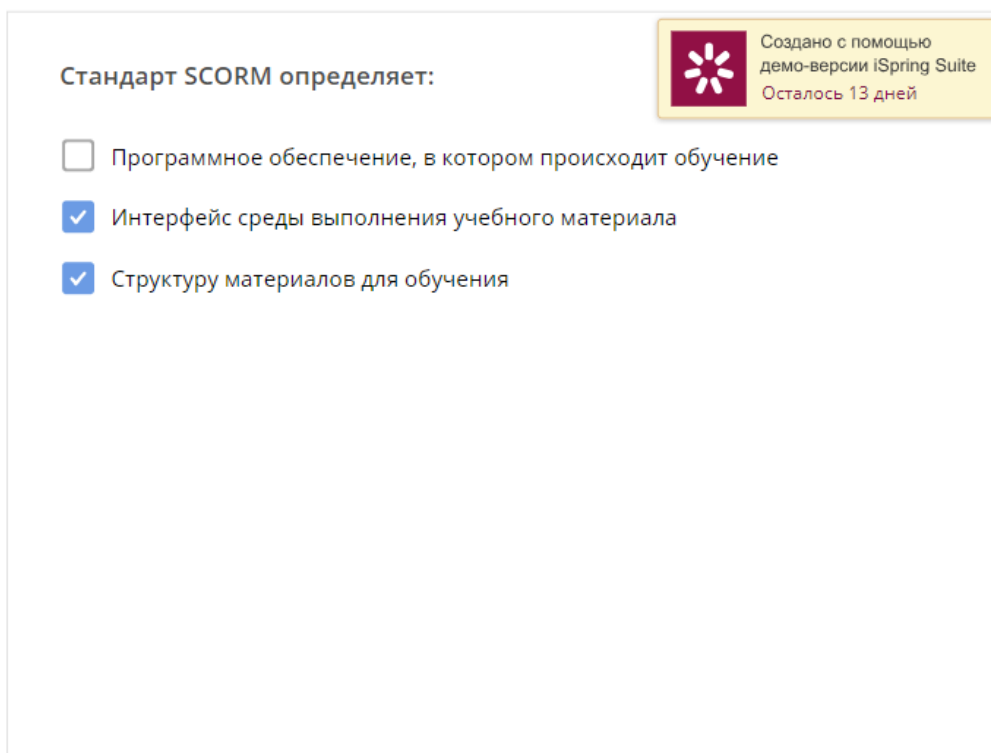 Создано с помощью
демо-версии iSpring Suite
Осталось 13 дней
Стандарт SCORM определяет:
Программное обеспечение, в котором происходит обучение
Интерфейс среды выполнения учебного материала
Структуру материалов для обучения